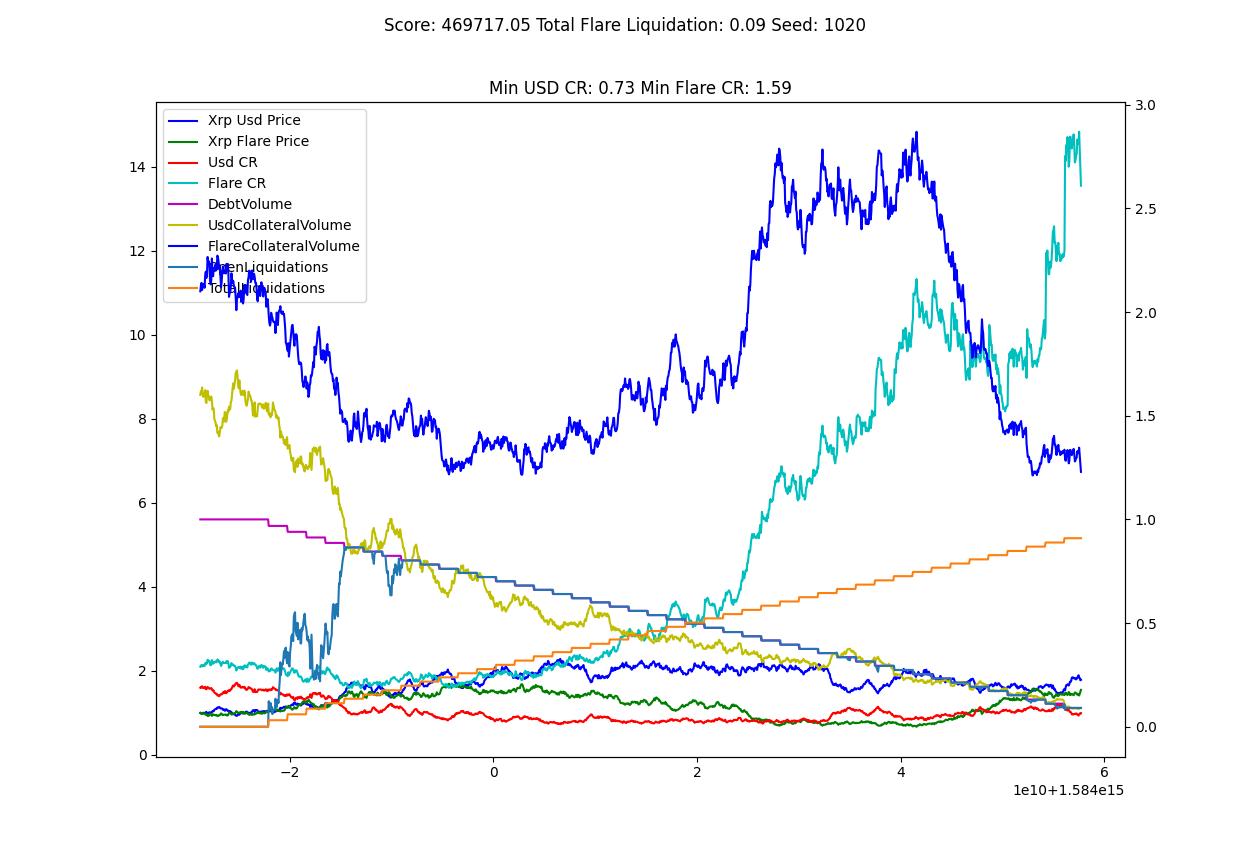 Score: 469717.05 Total Flare Liquidation: 0.09 Seed: 1020
Min USD CR: 0.73 Min Flare CR: 1.59
Xrp Usd Price
Xrp Flare Price
Usd CR
Flare CR
DebtVolume
UsdCollateralVolume
FlareCollateralVolume
OpenLiquidations
TotalLiquidations
14
12
10
8
6
4
2
0
3.0
2.5
2.0
1.5
1.0
0.5
0.0
−2
0
2
4
6
1e10+1.584e15